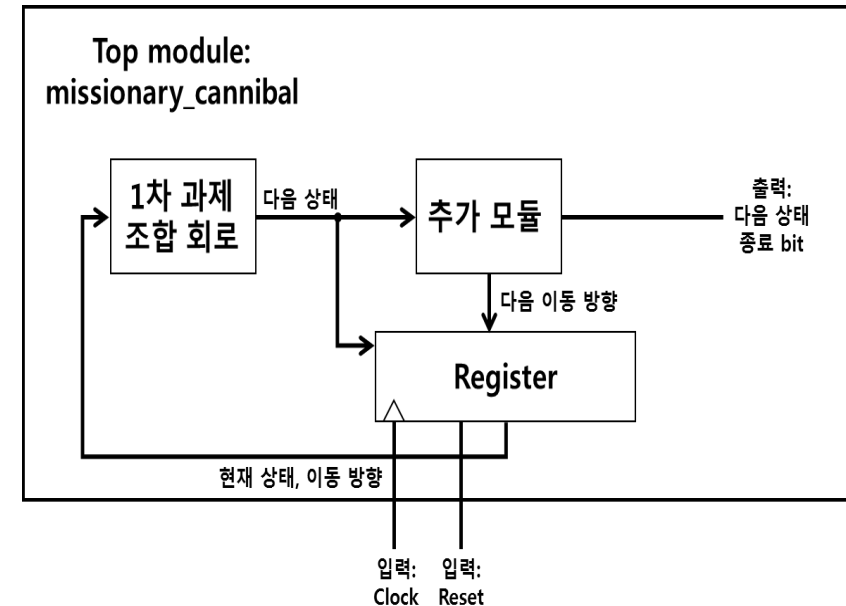 Top module:
missionary_cannibal
1차 과제
조합 회로
다음 상태
추가 모듈
출력:
다음 상태
종료 bit
다음 이동 방향
Register
현재 상태, 이동 방향
입력:
Clock
입력:
Reset